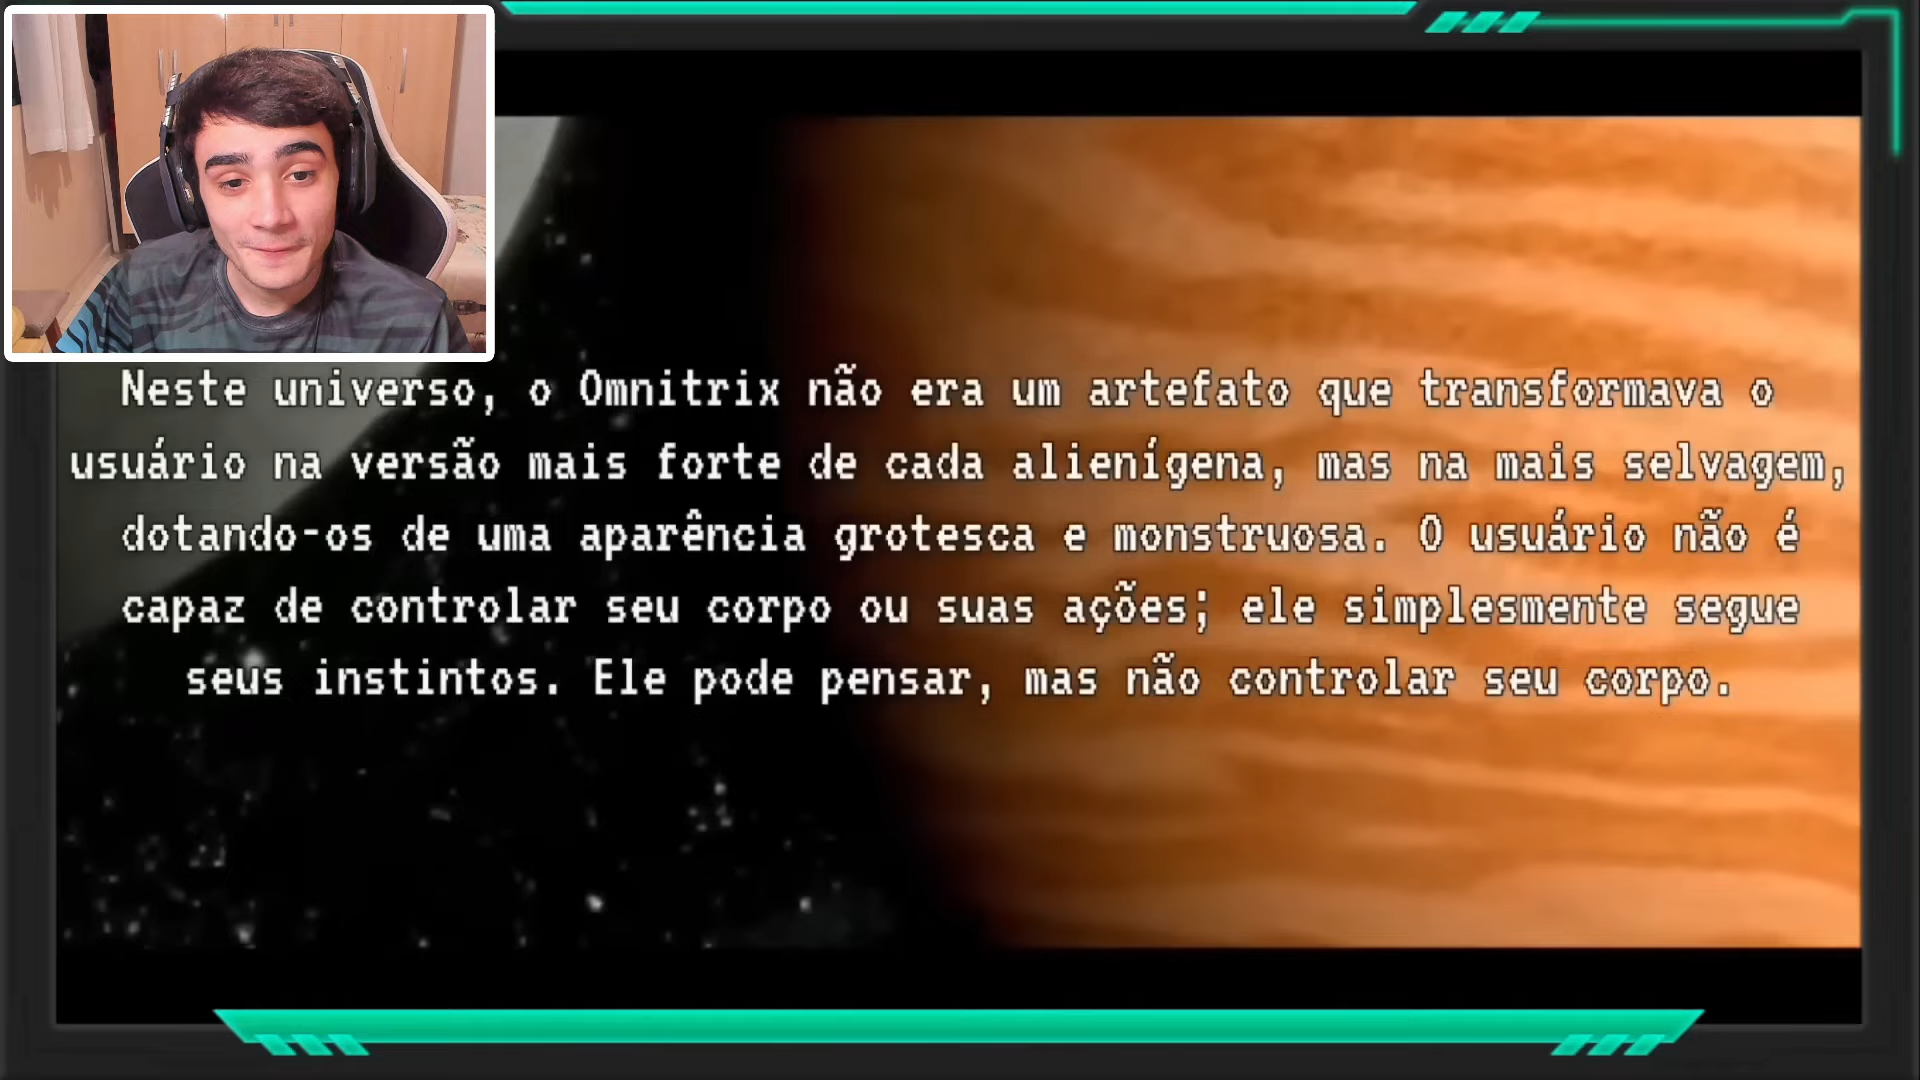 Neste universo, o Omnitrix não era um artefato que transformava o
usuário na versão mais forte de cada alienígena, mas na mais selvagem,
dotando-os de uma aparência grotesca e monstruosa. O usuário não é
capaz de controlar seu corpo ou suas ações; ele simplesmente segue
seus instintos. Ele pode pensar, mas não controlar seu corpo.